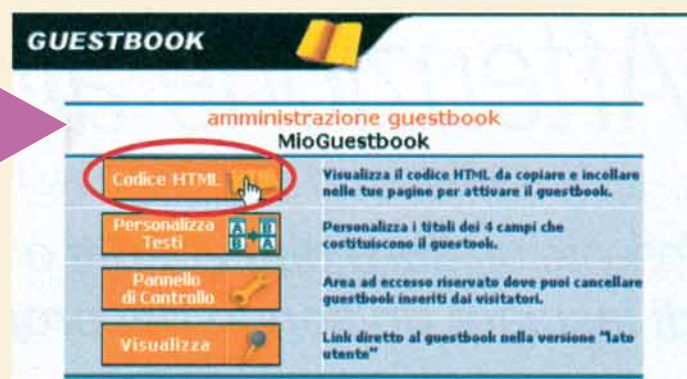 GUESTBOOK
amministrazione guestbook
MioGuestbook
Codice HTML
Visualizza il codice HTML da copiare e incollare
nelle tue pagine per attivare il guestbook.
Personalizza
Testi
A B
B A
Personalizza i titoli dei 4 campi che
costituiscono il guestook.
Pannello
di Controllo
Area ad eccesso riservato dove puoi cancellare
guestbook inseriti dai visitatori.
Visualizza
Link diretto al guestbook nella versione "lato
utente"